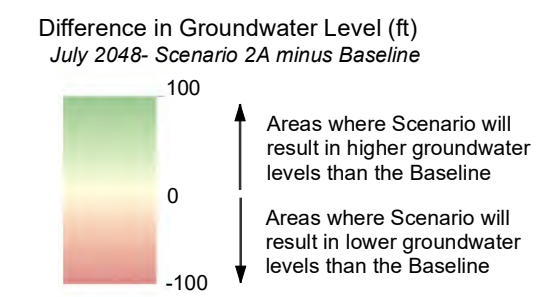 Difference in Groundwater Level (ft)
July 2048- Scenario 2A minus Baseline
100
Areas where Scenario will
result in higher groundwater
levels than the Baseline
0
Areas where Scenario will
result in lower groundwater
levels than the Baseline
-100